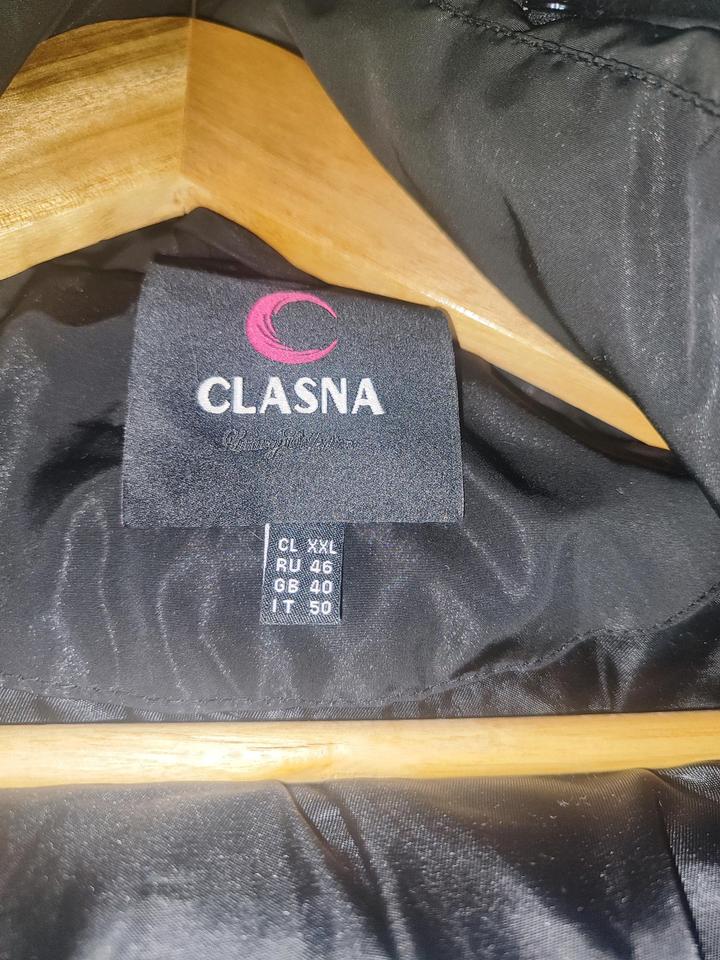 CLASNA
CL XXL
RU 46
GB 40
IT 50